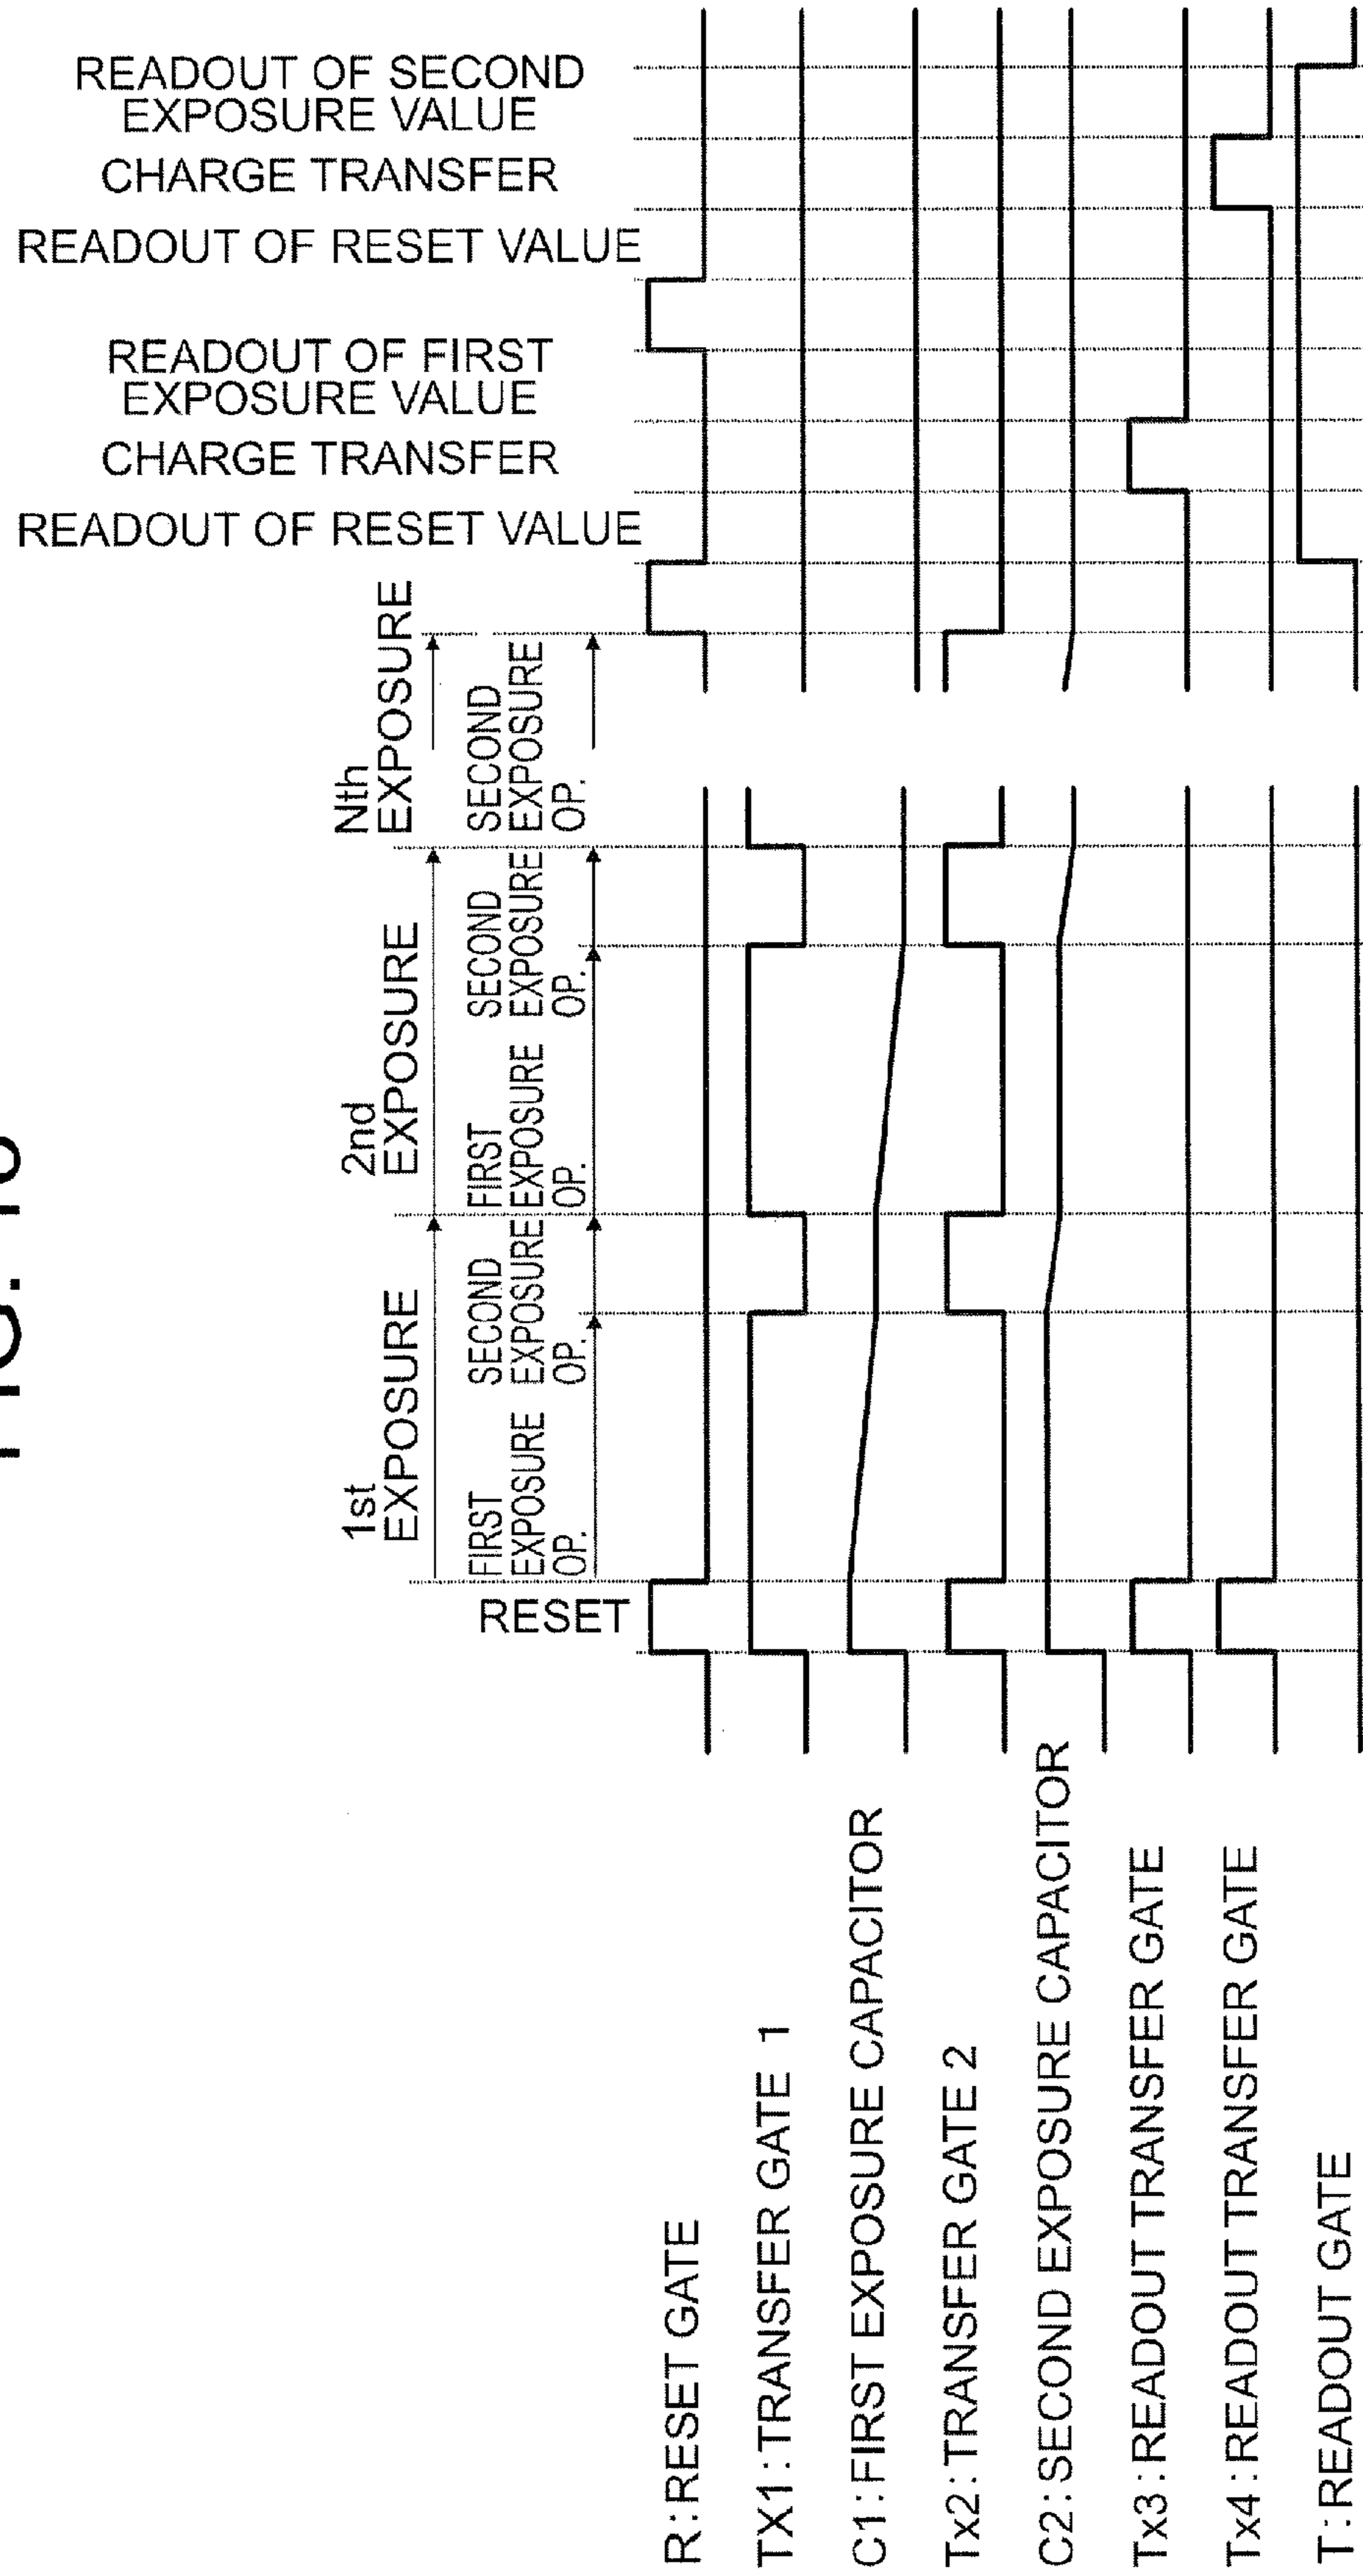 READOUT OF SECOND
EXPOSURE VALUE
CHARGE TRANSFER
READOUT OF RESET VALUE
READOUT OF FIRST
EXPOSURE VALUE
CHARGE TRANSFER
READOUT OF RESET VALUE
1st
EXPOSURE
2nd
EXPOSURE
Nth
EXPOSURE
FIRST
EXPOSURE
OP.
SECOND
EXPOSURE
OP.
FIRST
EXPOSURE
OP.
SECOND
EXPOSURE
OP.
SECOND
EXPOSURE
OP.
RESET
R:RESET GATE
TX1:TRANSFER GATE 1
C1:FIRST EXPOSURE CAPACITOR
Tx2:TRANSFER GATE 2
C2:SECOND EXPOSURE CAPACITOR
Tx3:READOUT TRANSFER GATE
Tx4:READOUT TRANSFER GATE
T:READOUT GATE